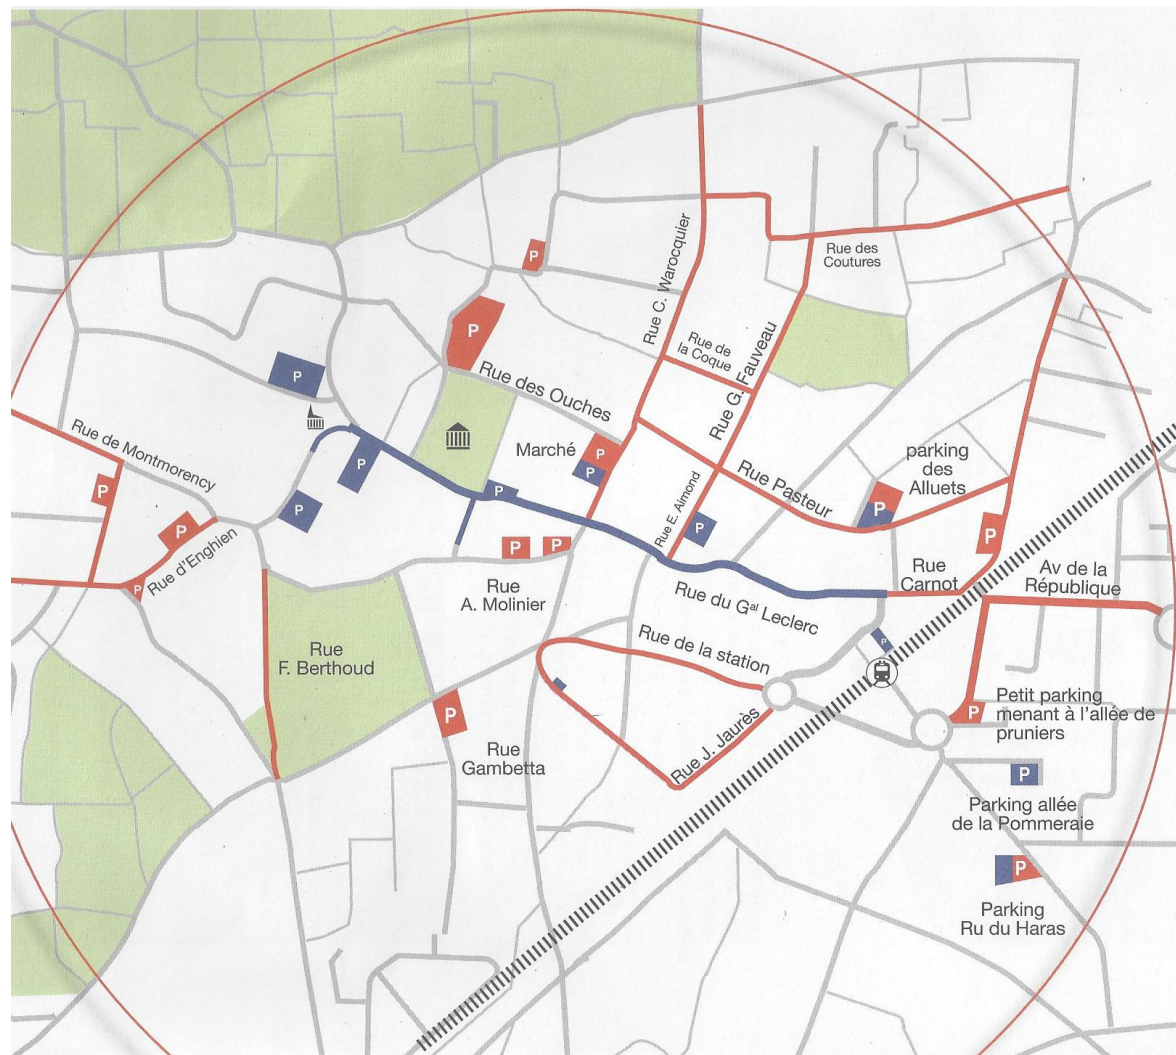 P
Rue C. Warocquier
Rue des
Coutures
P
Rue de
la Coque
Rue G. Fauveau
P
Rue des Ouches
Rue de Montmorency
Marché
P
P
P
P
P
P
Rue E. Aimond
Rue Pasteur
parking
des
Alluets
P
P
P
P
P
P
P
Rue d'Enghien
P
P
P
Rue
A. Molinier
Rue
Carnot
Av de la
République
Rue du Gal Leclerc
P
Rue
F. Berthoud
Rue de la station
P
Rue
Gambetta
Rue J. Jaurès
P
Petit parking
menant à l'allée de
pruniers
P
Parking allée
de la Pommeraie
P
Parking
Ru du Haras